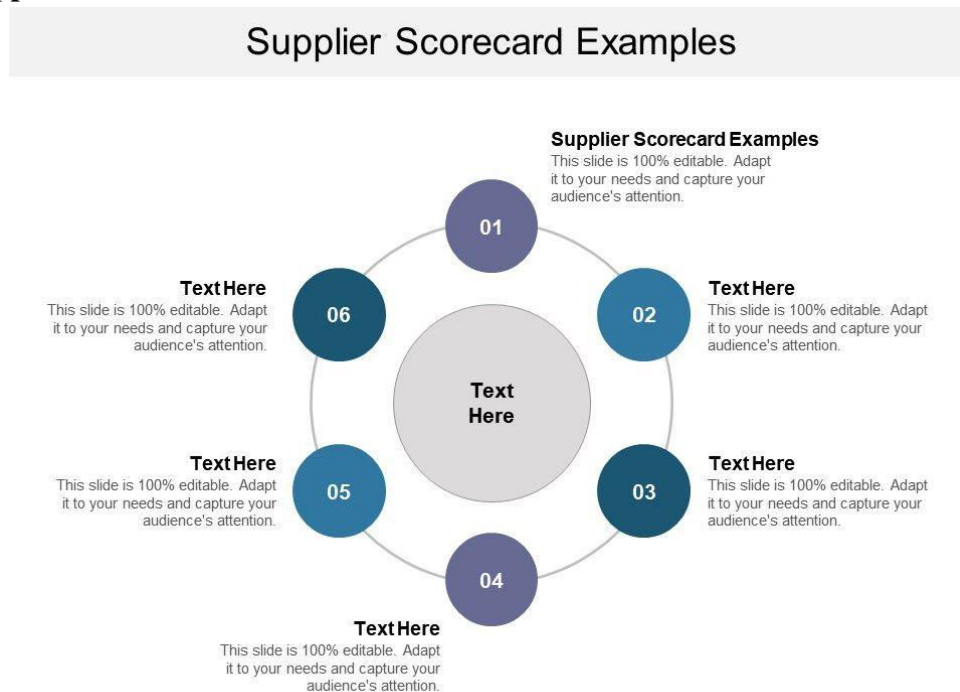 Supplier Scorecard Examples
Supplier Scorecard Examples
This slide is 100% editable. Adapt
it to your needs and capture your
audience's attention.
01
Text Here
This slide is 100% editable. Adapt
it to your needs and capture your
audience's attention.
02
Text Here
This slide is 100% editable. Adapt
it to your needs and capture your
audience's attention.
03
Text Here
This slide is 100% editable. Adapt
it to your needs and capture your
audience's attention.
04
Text Here
This slide is 100% editable. Adapt
it to your needs and capture your
audience's attention.
05
Text Here
This slide is 100% editable. Adapt
it to your needs and capture your
audience's attention.
06
Text
Here